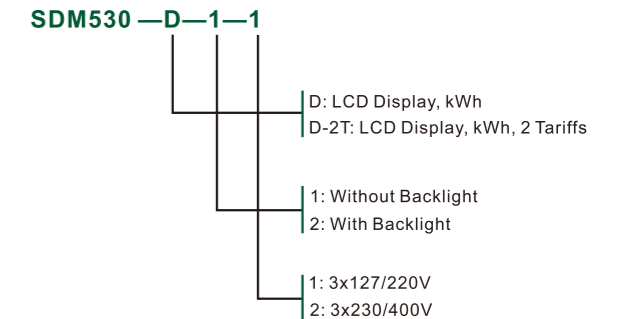 SDM530 —D—1—1
D: LCD Display, kWh
D-2T: LCD Display, kWh, 2 Tariffs
1: Without Backlight
2: With Backlight
1: 3x127/220V
2: 3x230/400V